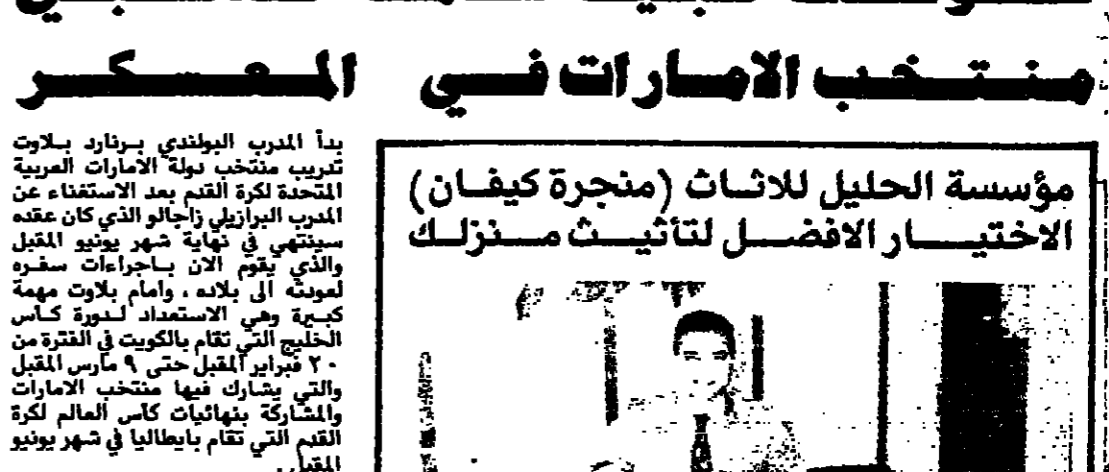 منتخب الامارات في المعسكر
بدأ المدرب البولندي برنارد بلاوت
تدريب منتخب دولة الامارات العربية
المتحدة لكرة القدم بعد الاستغناء عن
المدرب البرازيلي زاجالو الذي كان عقده
سينتهي في نهاية شهر يونيو المقبل
والذي يقوم الان باجراءات سفره
لعودته الى بلاده ، وامام بلاوت مهمة
كبيرة وهي الاستعداد لدورة كأس
الخليج التي تقام بالكويت في الفترة من
٢٠ فبراير المقبل حتى ٩ مارس المقبل
والتي يشارك فيها منتخب الامارات
والمشاركة بنهائيات كأس العالم لكرة
القدم التي تقام بايطاليا في شهر يونيو
المقبل .
مؤسسة الحليل للاثاث (منجرة كيفان)
الاختيار الافضل لتأثيث منزلك